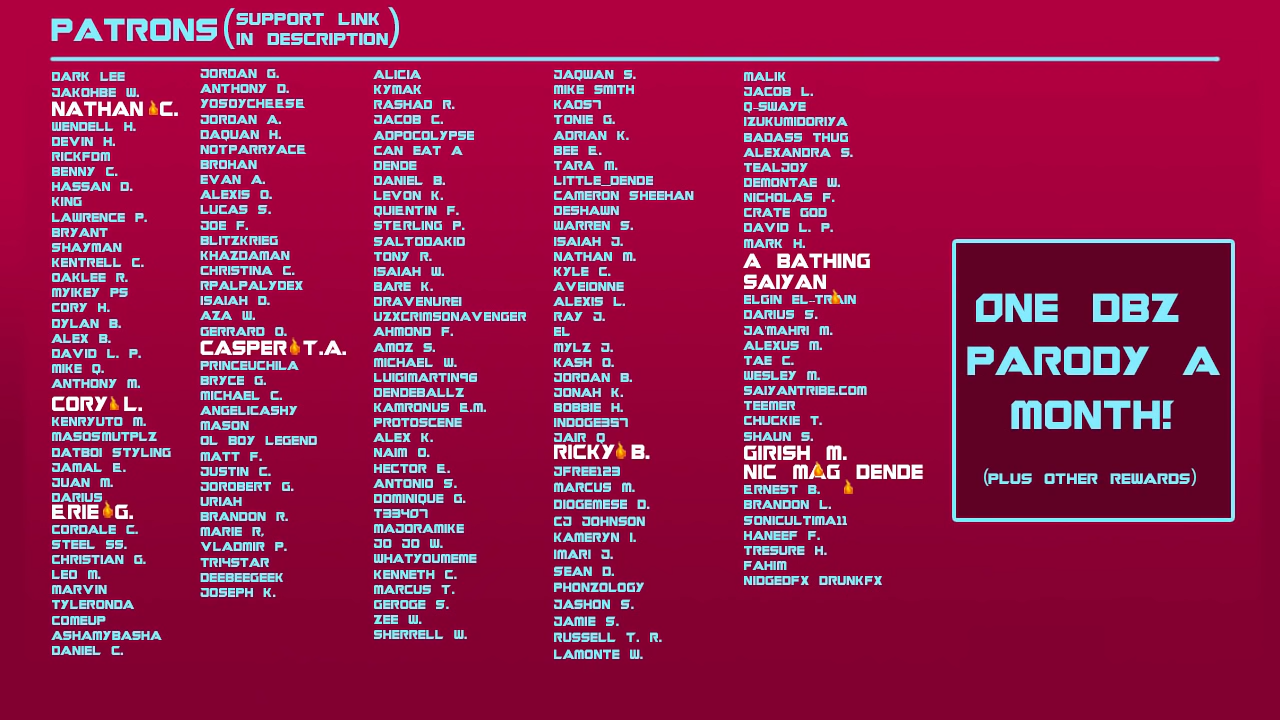 PATRONS (SUPPORT LINK
IN DESCRIPTION)
DARK LEE
JAKOHBE W.
NATHAN C.
WENDELL H.
DEVIN H.
RICKFDM
BENNY C.
HASSAN D.
KING
LAWRENCE P.
BRYANT
SHAYMAN
KENTRELL C.
OAKLEE R.
MYIKEY PS
CORY H.
DYLAN B.
ALEX B.
DAVID L. P.
MIKE Q.
ANTHONY M.
CORY L.
KENRYUTO M.
MASOSMUTPLZ
DATBOI STYLING
JAMAL E.
JUAN M.
DARIUS
ERIE G.
CORDALE C.
STEEL SS.
CHRISTIAN G.
LEO M.
MARVIN
TYLERONDA
COMEUP
ASHAMYBASHA
DANIEL C.
JORDAN G.
ANTHONY D.
YOSOYCHEESE
JORDAN A.
DAQUAN H.
NOTPARRYACE
BROHAN
EVAN A.
ALEXIS O.
LUCAS S.
JOE F.
BLITZKRIEG
KHAZDAMAN
CHRISTINA C.
RPALPALYDEX
ISAIAH D.
AZA W.
GERRARD O.
CASPER T.A.
PRINCEUCHILA
BRYCE G.
MICHAEL C.
ANGELICASHY
MASON
OL BOY LEGEND
MATT F.
JUSTIN C.
JOROBERT G.
URIAH
BRANDON R.
MARIE R,
VLADMIR P.
TRI4STAR
DEEBEEGEEK
JOSEPH K.
ALICIA
KYMAK
RASHAD R.
JACOB C.
ADPOCOLYPSE
CAN EAT A
DENDE
DANIEL B.
LEVON K.
QUIENTIN F.
STERLING P.
SALTODAKID
TONY R.
ISAIAH W.
BARE K.
DRAVENUREI
UZXCRIMSONAVENGER
AHMOND F.
AMOZ S.
MICHAEL W.
LUIGIMARTIN96
DENDEBALLZ
KAMRONUS E.M.
PROTOSCENE
ALEX K.
NAIM O.
HECTOR E.
ANTONIO S.
DOMINIQUE G.
T33407
MAJORAMIKE
JO JO W.
WHATYOUMEME
KENNETH C.
MARCUS T.
GEROGE S.
ZEE W.
SHERRELL W.
JAQWAN S.
MIKE SMITH
KAOS7
TONIE G.
ADRIAN K.
BEE E.
TARA M.
LITTLE_DENDE
CAMERON SHEEHAN
DESHAWN
WARREN S.
ISAIAH J.
NATHAN M.
KYLE C.
AVEIONNE
ALEXIS L.
RAY J.
EL
MYLZ J.
KASH O.
JORDAN B.
JONAH K.
BOBBIE H.
INDOGE357
JAIR Q
RICKY B.
JFREE123
MARCUS M.
DIOGEMESE D.
CJ JOHNSON
KAMERYN I.
IMARI J.
SEAN D.
PHONZOLOGY
JASHON S.
JAMIE S.
RUSSELL T. R.
LAMONTE W.
MALIK
JACOB L.
Q-SWAYE
IZUKUMIDORIYA
BADASS THUG
ALEXANDRA S.
TEALJOY
DEMONTAE W.
NICHOLAS F.
CRATE GOD
DAVID L. P.
MARK H.
A BATHING
SAIYAN
ELGIN EL-TRAIN
DARIUS S.
JA'MAHRI M.
ALEXUS M.
TAE C.
WESLEY M.
SAIYANTRIBE.COM
TEEMER
CHUCKIE T.
SHAUN S.
GIRISH M.
NIC MAG DENDE
ERNEST B.
BRANDON L.
SONICULTIMA11
HANEEF F.
TRESURE H.
FAHIM
NIDGEDFX DRUNKFX
ONE DBZ
PARODY A
MONTH!
(PLUS OTHER REWARDS)